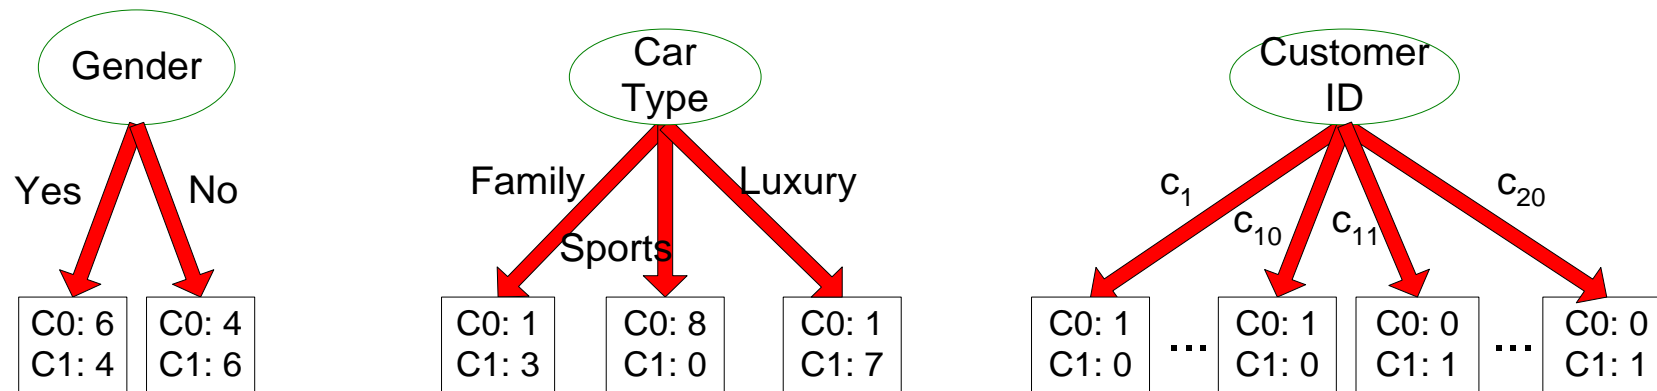 Gender
Yes
No
C0: 6
C1: 4
C0: 4
C1: 6
Car
Type
Family
Sports
Luxury
C0: 1
C1: 3
C0: 8
C1: 0
C0: 1
C1: 7
Customer
ID
c1
c10
c11
c20
C0: 1
C1: 0
...
C0: 1
C1: 0
C0: 0
C1: 1
...
C0: 0
C1: 1